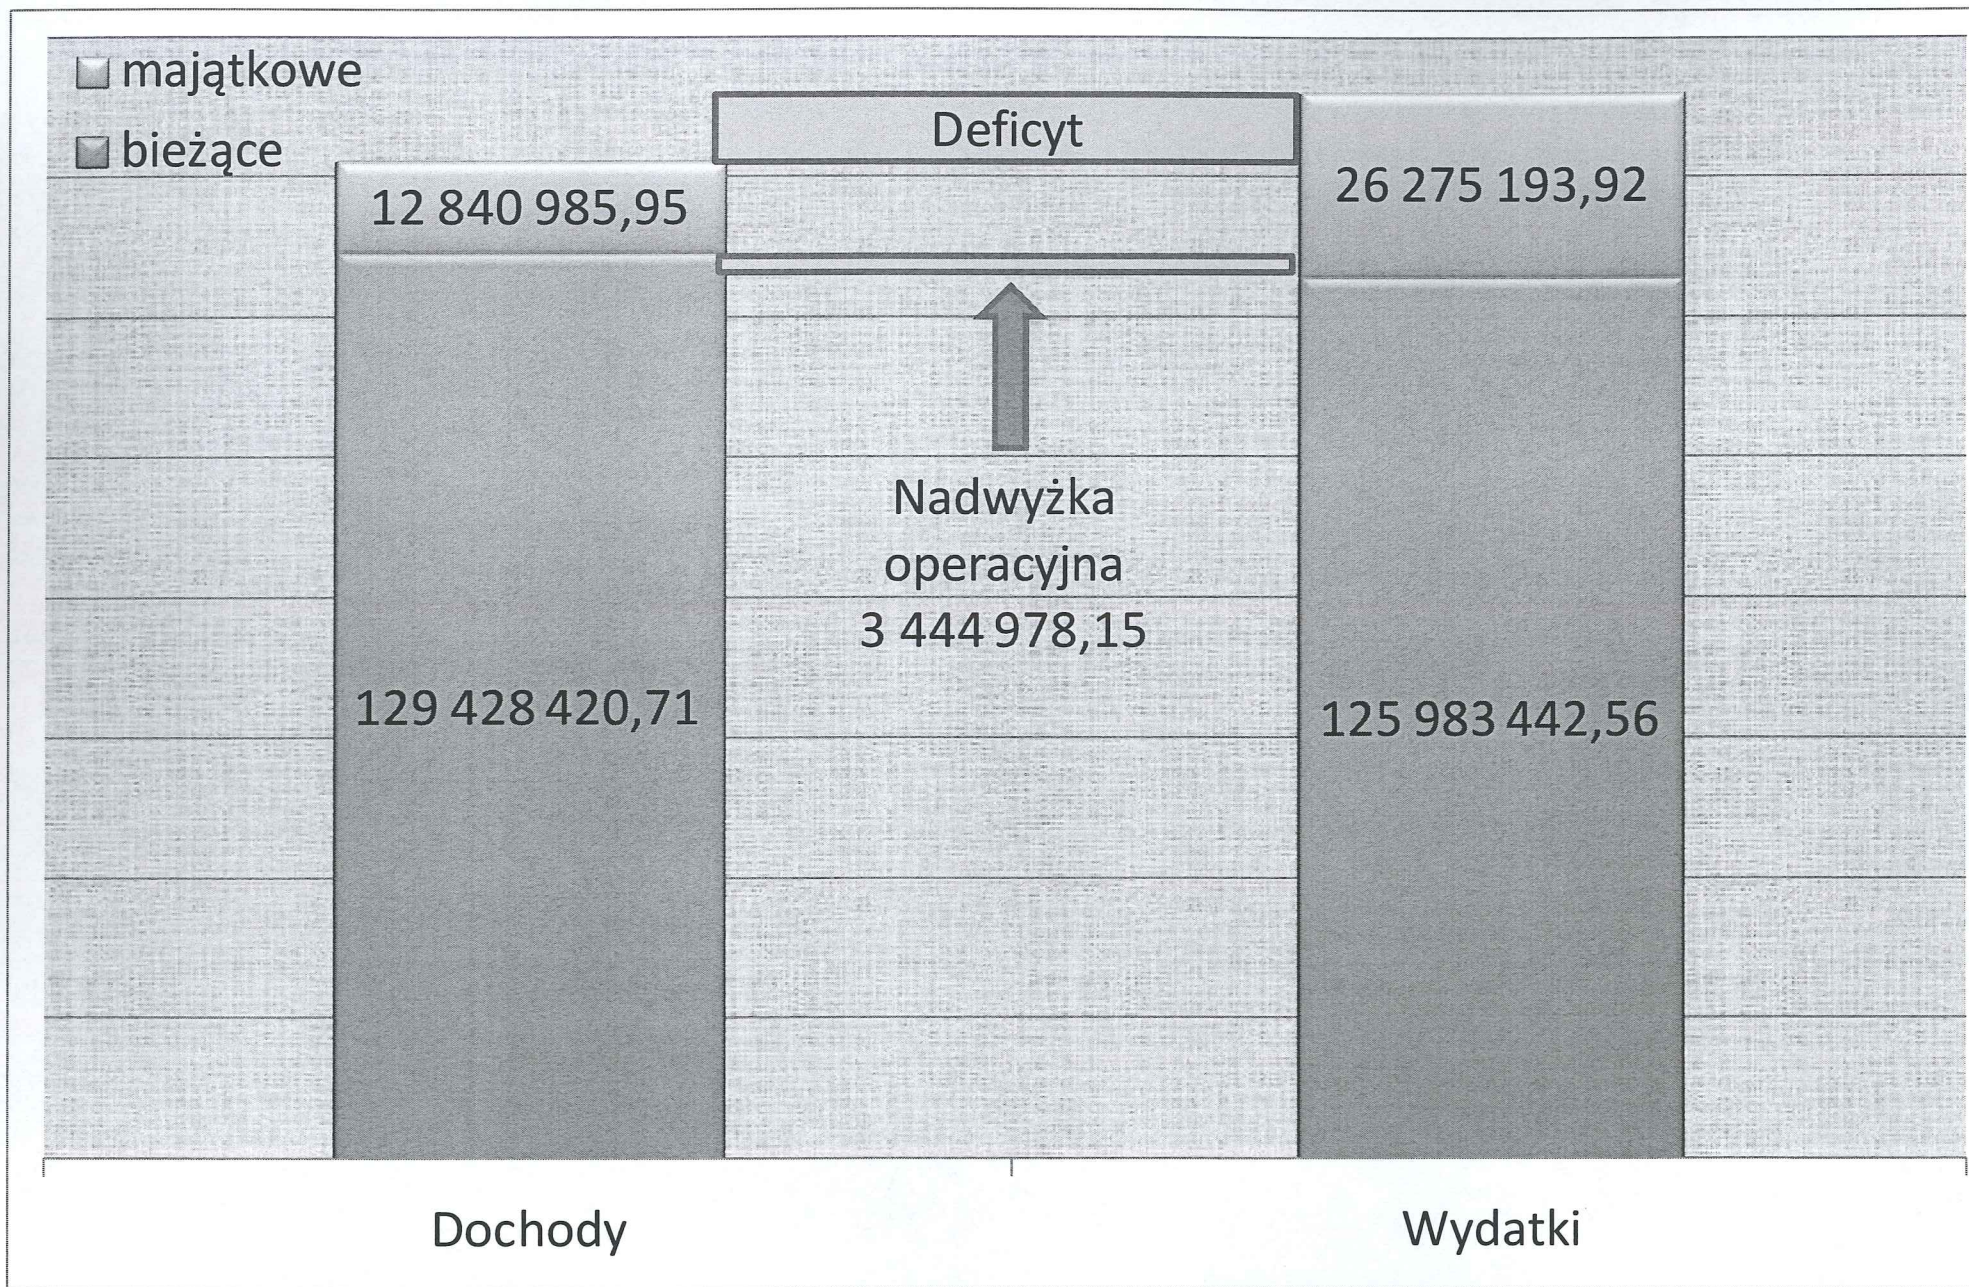 majątkowe
bieżące
Deficyt
12 840 985,95
26 275 193,92
Nadwyżka
operacyjna
3 444 978,15
129 428 420,71
125 983 442,56
Dochody
Wydatki